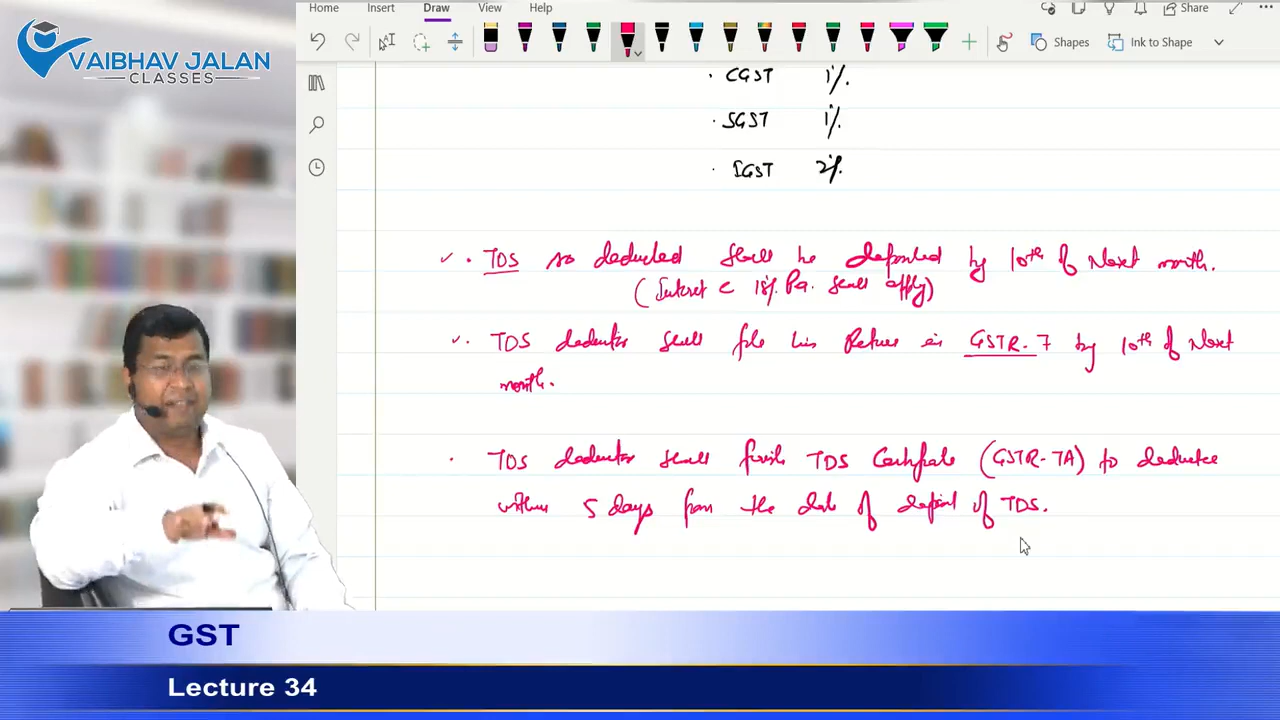 VAIBHAV JALAN
CLASSES
Home Insert Draw View Help
Share
Shapes Ink to Shape
· CGST 1%.
· SGST 1%.
· IGST 2%.
· TDS so deducted shall be deposited by 10th of Next month.
(Interest @ 18% Pa. shall apply)
· TDS deductor shall file his Return in GSTR-7 by 10th of Next
month.
· TDS deductor shall furnish TDS Certificate (GSTR-7A) to deductee
within 5 days from the date of deposit of TDS.
GST
Lecture 34